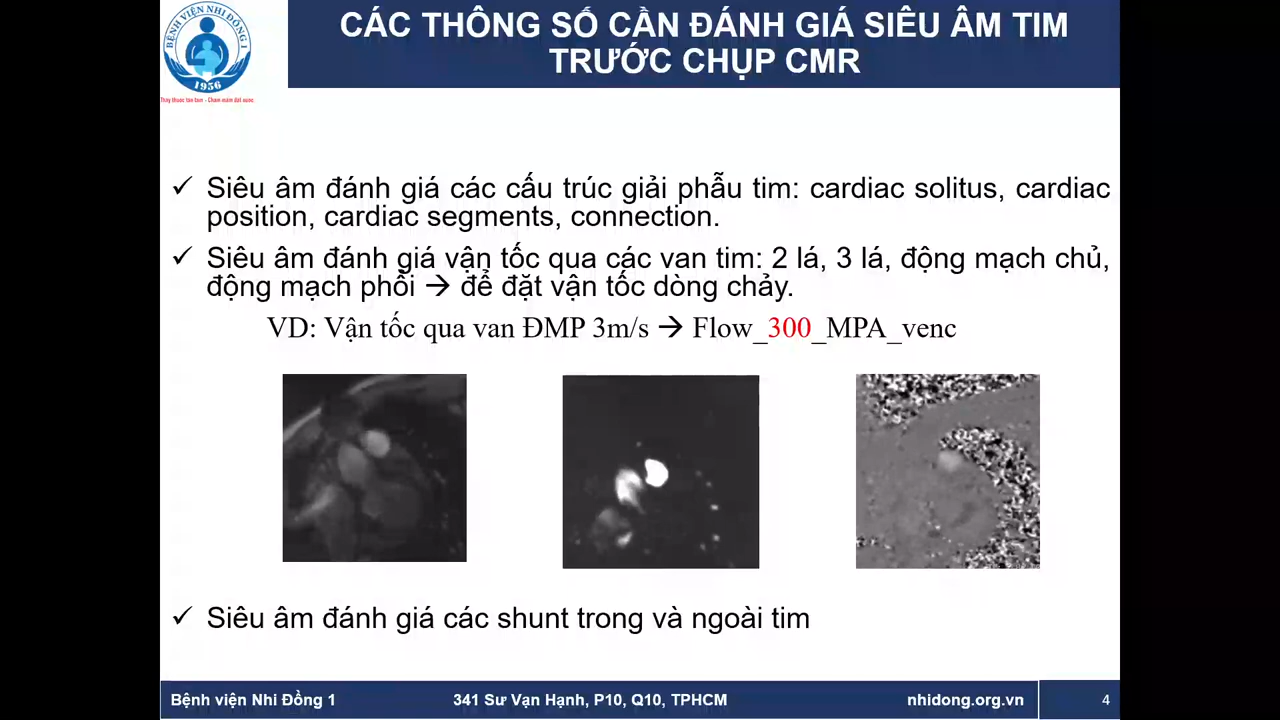 BỆNH VIỆN NHI ĐỒNG 1
1956
CÁC THÔNG SỐ CẦN ĐÁNH GIÁ SIÊU ÂM TIM
TRƯỚC CHỤP CMR
✓ Siêu âm đánh giá các cấu trúc giải phẫu tim: cardiac solitus, cardiac
position, cardiac segments, connection.
✓ Siêu âm đánh giá vận tốc qua các van tim: 2 lá, 3 lá, động mạch chủ,
động mạch phổi → để đặt vận tốc dòng chảy.
VD: Vận tốc qua van ĐMP 3m/s → Flow_300_MPA_venc
✓ Siêu âm đánh giá các shunt trong và ngoài tim
Bệnh viện Nhi Đồng 1 341 Sư Vạn Hạnh, P10, Q10, TPHCM nhidong.org.vn 4